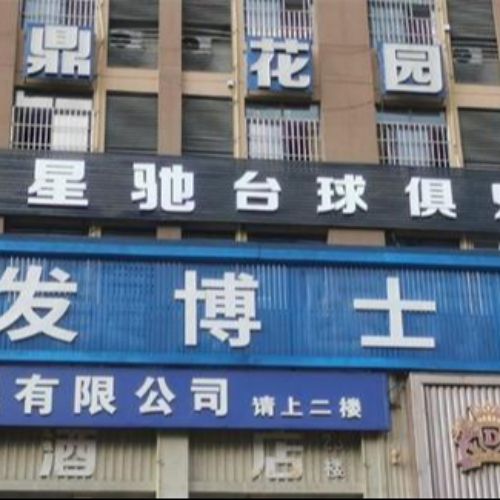 鼎花园
星驰台球俱
发博士
有限公司 请上二楼
酒店